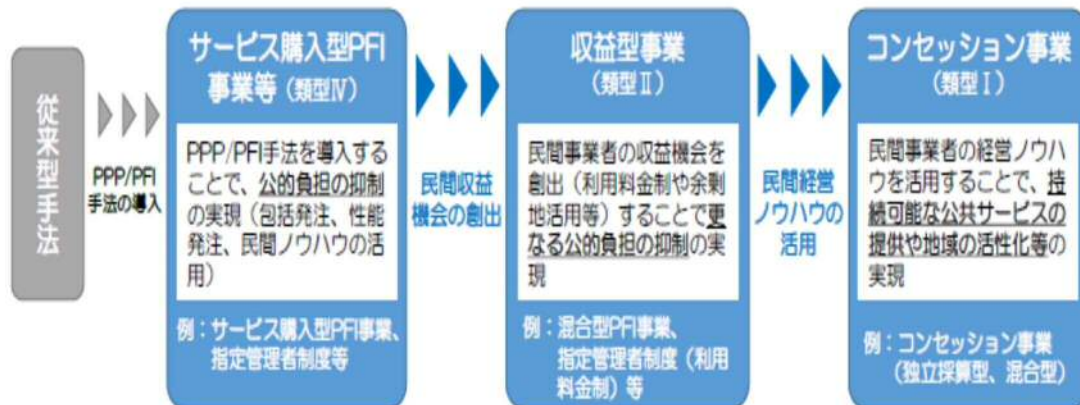 従来型手法
PPP/PFI
手法の導入
サービス購入型PFI
事業等（類型Ⅳ）
PPP/PFI手法を導入する
ことで、公的負担の抑制
の実現（包括発注、性能
発注、民間ノウハウの活
用）
例：サービス購入型PFI事業、
指定管理者制度等
民間収益
機会の創出
収益型事業
（類型Ⅱ）
民間事業者の収益機会を
創出（利用料金制や余剰
地活用等）することで更
なる公的負担の抑制の実
現
例：混合型PFI事業、
指定管理者制度（利用
料金制）等
民間経営
ノウハウの
活用
コンセッション事業
（類型Ⅰ）
民間事業者の経営ノウハ
ウを活用することで、持
続可能な公共サービスの
提供や地域の活性化等の
実現
例：コンセッション事業
（独立採算型、混合型）